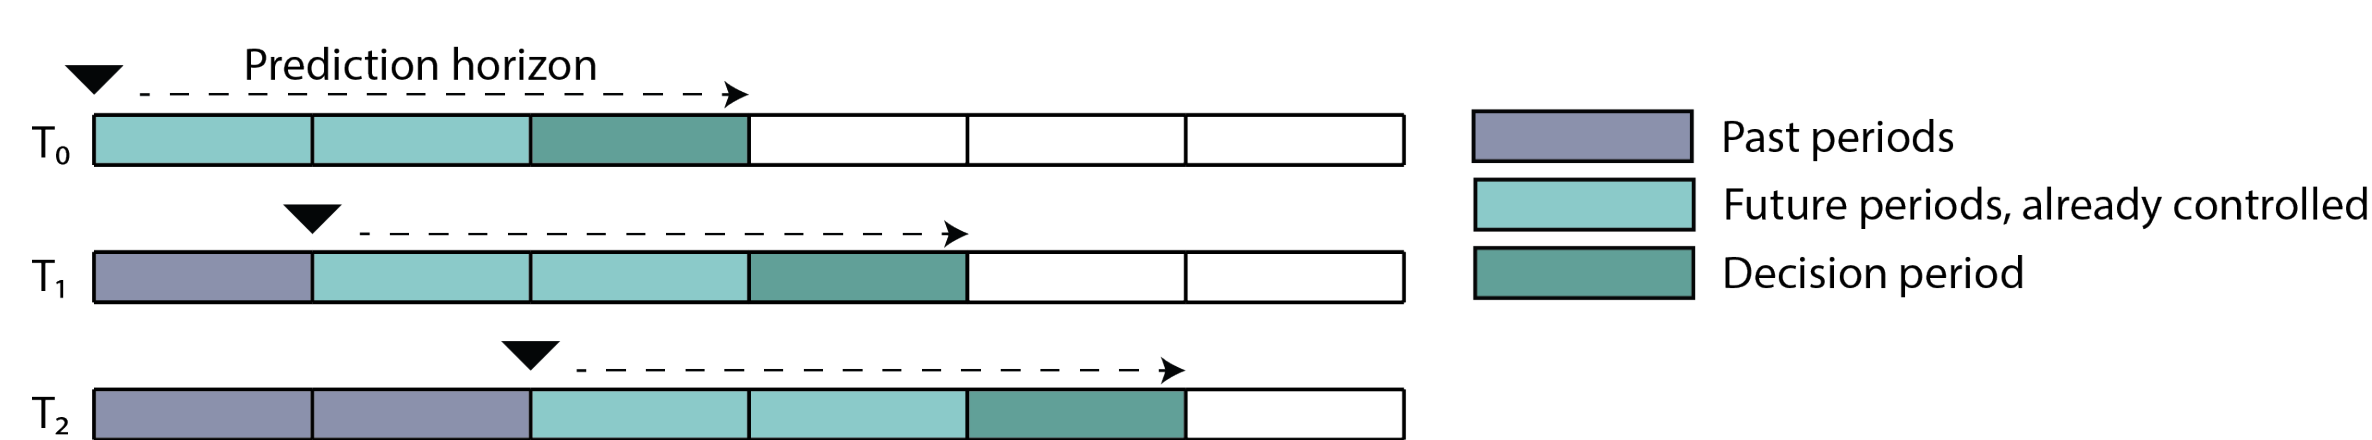 Prediction horizon
T₀
T₁
T₂
Past periods
Future periods, already controlled
Decision period